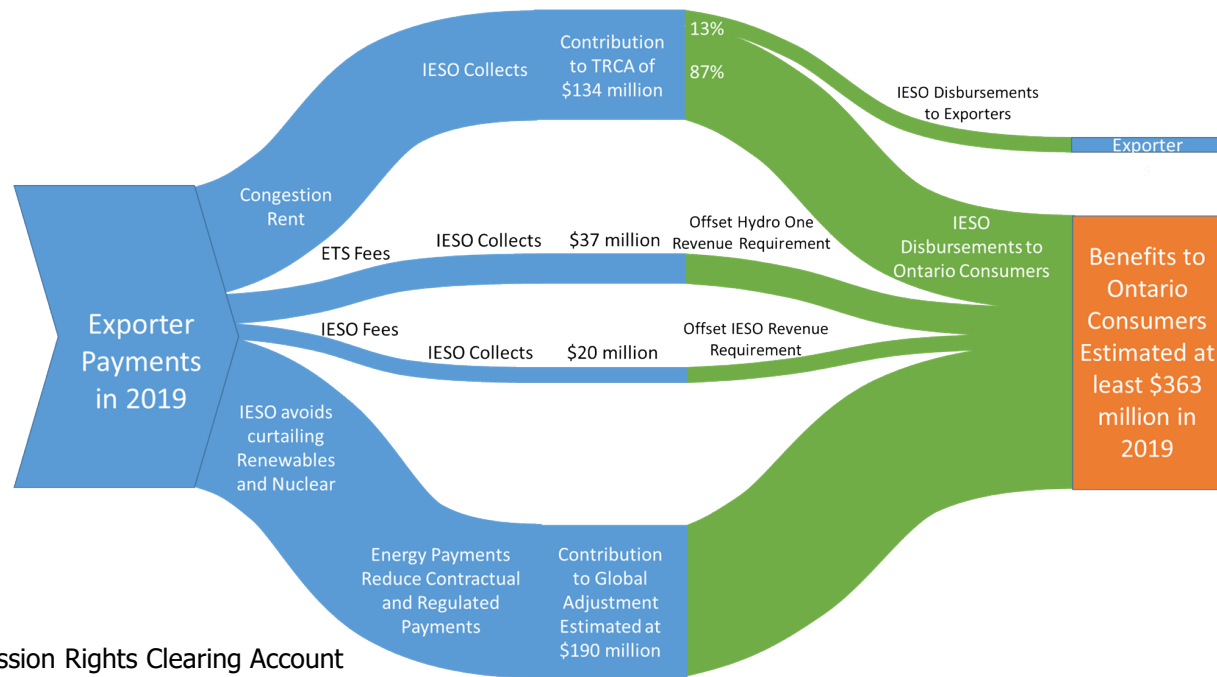 Exporter
Payments
in 2019
Congestion
Rent
IESO Collects
Contribution
to TRCA of
$134 million
13%
87%
IESO Disbursements
to Exporters
Exporter
ETS Fees
IESO Collects
$37 million
Offset Hydro One
Revenue Requirement
IESO
Disbursements to
Ontario Consumers
IESO Fees
IESO Collects
$20 million
Offset IESO Revenue
Requirement
IESO avoids
curtailing
Renewables
and Nuclear
Energy Payments
Reduce Contractual
and Regulated
Payments
Contribution
to Global
Adjustment
Estimated at
$190 million
Benefits to
Ontario
Consumers
Estimated at
least $363
million in
2019
ssion Rights Clearing Account